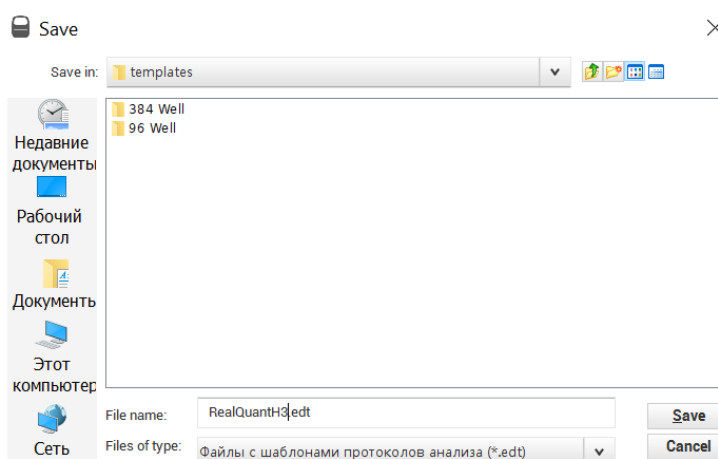 Save
Save in: templates
384 Well
96 Well
Недавние
документы
Рабочий
стол
Документь
Этот
компьютер
Сеть
File name: RealQuantH3.edt
Save
Files of type: Файлы с шаблонами протоколов анализа (*.edt)
Cancel